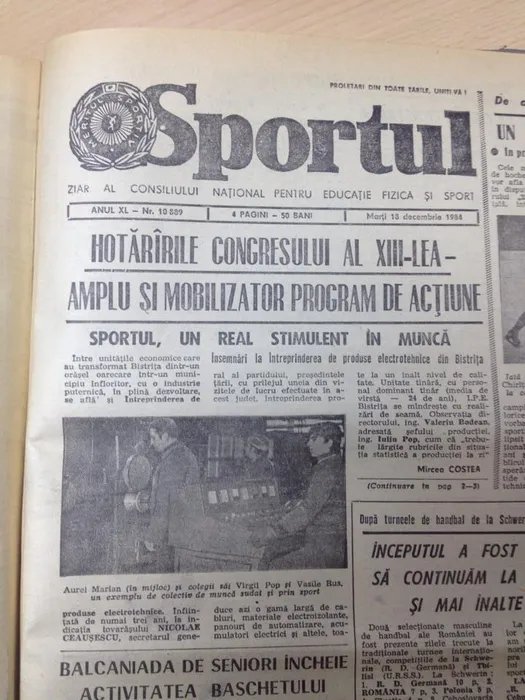 PROLETARI DIN TOATE ȚĂRILE, UNIȚI-VĂ !
MERITUL SPORTIV
Sportul
ZIAR AL CONSILIULUI NAȚIONAL PENTRU EDUCAȚIE FIZICĂ ȘI SPORT
ANUL XL — Nr. 10 889
4 PAGINI — 50 BANI
Marți 18 decembrie 1984
HOTĂRÎRILE CONGRESULUI AL XIII-LEA —
AMPLU ȘI MOBILIZATOR PROGRAM DE ACȚIUNE
SPORTUL, UN REAL STIMULENT ÎN MUNCĂ
Însemnări la Întreprinderea de produse electrotehnice din Bistrița
Între unitățile economice care
au transformat Bistrița dintr-un
orășel oarecare într-un muni-
cipiu înfloritor, cu o industrie
puternică, în plină dezvoltare,
se află și Întreprinderea de
Aurel Marian (în mijloc) și colegii săi Virgil Pop și Vasile Rus,
un exemplu de colectiv de muncă sudat și prin sport
produse electrotehnice. Înființată
de numai trei ani, la in-
dicația tovarășului NICOLAE
CEAUȘESCU, secretarul gene-
ral al partidului, președintele
țării, cu prilejul uneia din vi-
zitele de lucru efectuate în
acest județ, Întreprinderea pro-
duce azi o gamă largă de ca-
bluri, materiale electroizolante,
panouri de automatizare, acu-
mulatori electrici și altele, toa-
te la un înalt nivel de cali-
tate. Unitate tînără, cu perso-
nal dominant tînăr (media de
vîrstă — 24 de ani), I.P.E.
Bistrița se mîndrește cu reali-
zări de seamă. Observația di-
rectorului, ing. Valeriu Badean,
adresată șefului producției,
ing. Iuliu Pop, cum că „trebu-
ie lărgite rubricile din situa-
ția statistică a producției la zi"
Mircea COSTEA
(Continuare în pag 2—3)
După turneele de handbal de la Schwerin
ÎNCEPUTUL A FOST
SĂ CONTINUĂM LA
ȘI MAI ÎNALTE
Două selecționate masculine
de handbal ale României au
fost prezente zilele trecute la
tradiționale turnee internațio-
nale, competițiile de la Schwe-
rin (R. D. Germană) și Tbi-
lisi (U.R.S.S.). La Schwerin :
1. R. D. Germană 10 p, 2.
ROMÂNIA 7 p, 3. Polonia 5 p,
BALCANIADA DE SENIORI ÎNCHEIE
ACTIVITATEA BASCHETULUI
De
UN
În